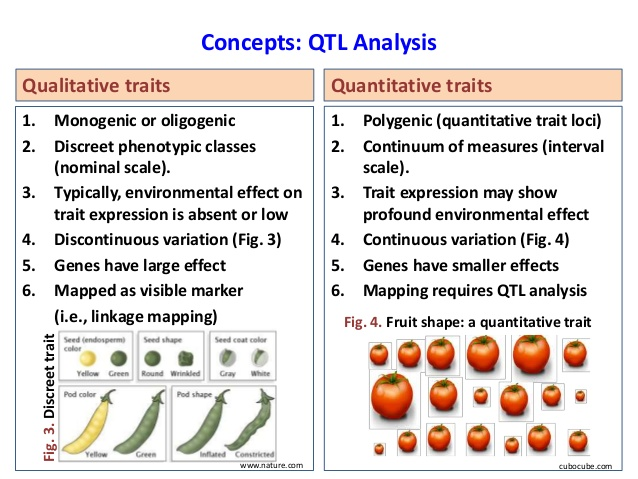 Concepts: QTL Analysis
Qualitative traits
1. Monogenic or oligogenic
2. Discreet phenotypic classes
(nominal scale).
3. Typically, environmental effect on
trait expression is absent or low
4. Discontinuous variation (Fig. 3)
5. Genes have large effect
6. Mapped as visible marker
(i.e., linkage mapping)
Fig. 3. Discreet trait
Seed (endosperm)
color
Yellow Green
Seed shape
Round Wrinkled
Seed coat color
Gray White
Pod color
Yellow Green
Pod shape
Inflated Constricted
www.nature.com
Quantitative traits
1. Polygenic (quantitative trait loci)
2. Continuum of measures (interval
scale).
3. Trait expression may show
profound environmental effect
4. Continuous variation (Fig. 4)
5. Genes have smaller effects
6. Mapping requires QTL analysis
Fig. 4. Fruit shape: a quantitative trait
cubocube.com